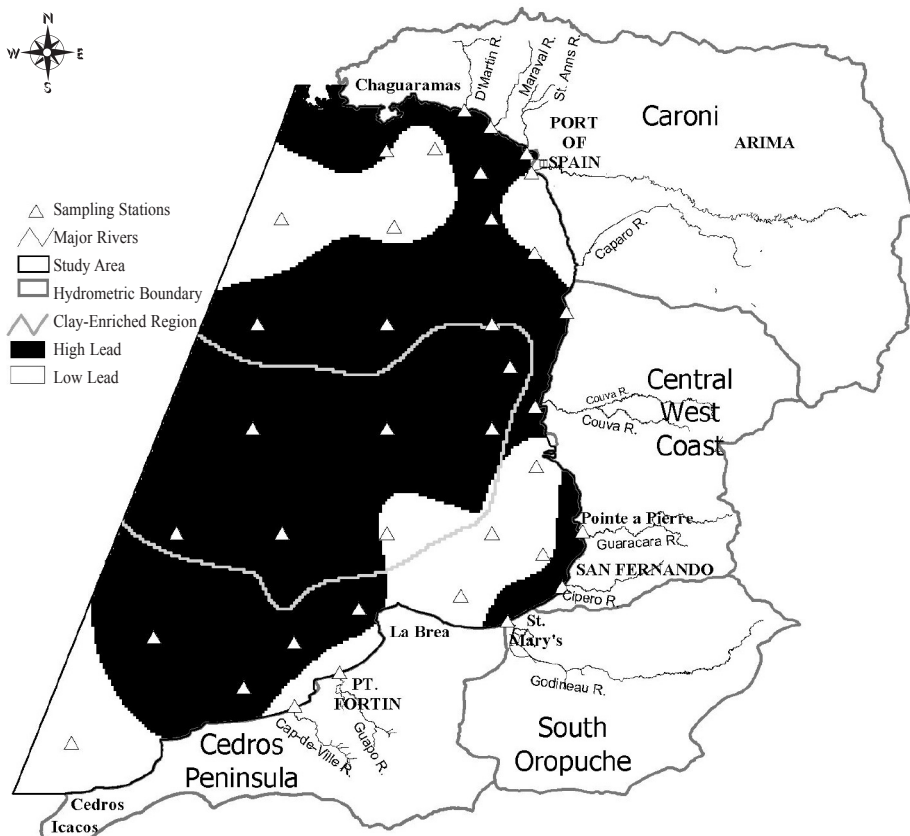 N
W E
S
Chaguaramas
D'Martin R.
Maraval R.
St. Anns R.
PORT
OF
SPAIN
Caroni
ARIMA
Caparo R.
Sampling Stations
Major Rivers
Study Area
Hydrometric Boundary
Clay-Enriched Region
High Lead
Low Lead
Central
West
Coast
Couva R.
Couva R.
Pointe a Pierre
Guaracara R.
SAN FERNANDO
Cipero R.
La Brea
St.
Mary's
Godineau R.
PT.
FORTIN
Guapo R.
Cap-de-Ville R.
Cedros
Peninsula
South
Oropuche
Cedros
Icacos